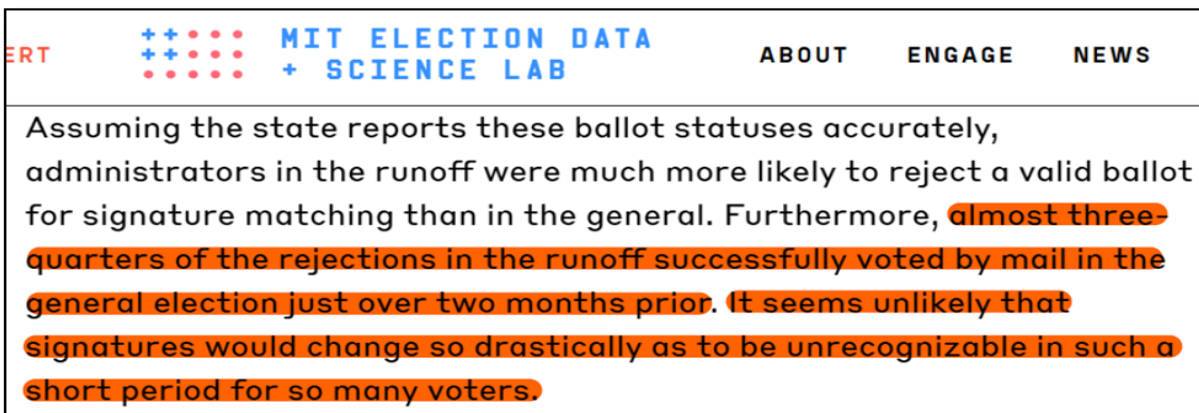 ERT
MIT ELECTION DATA
+ SCIENCE LAB
ABOUT ENGAGE NEWS
Assuming the state reports these ballot statuses accurately,
administrators in the runoff were much more likely to reject a valid ballot
for signature matching than in the general. Furthermore, almost three-
quarters of the rejections in the runoff successfully voted by mail in the
general election just over two months prior. It seems unlikely that
signatures would change so drastically as to be unrecognizable in such a
short period for so many voters.